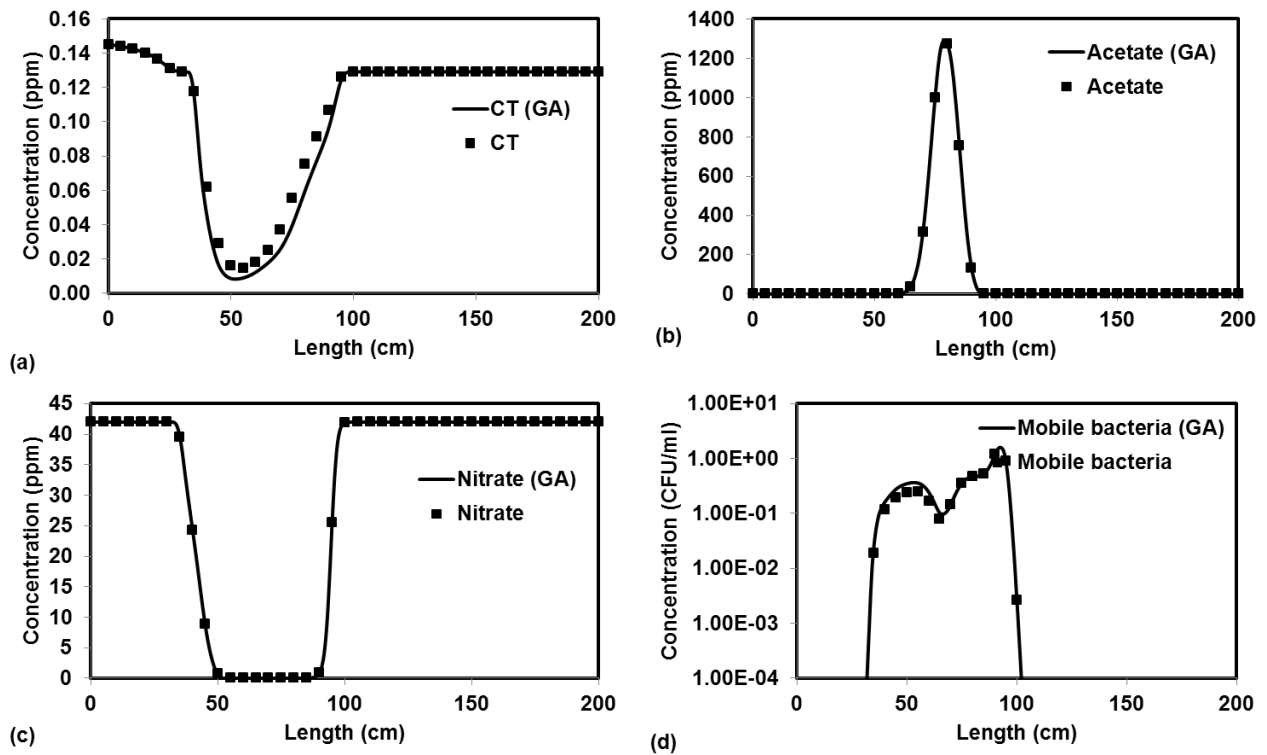 0.16
0.14
0.12
0.10
0.08
0.06
0.04
0.02
0.00
Concentration (ppm)
CT (GA)
CT
0
50
100
150
200
Length (cm)
(a)
1400
1200
1000
800
600
400
200
0
Concentration (ppm)
Acetate (GA)
Acetate
0
50
100
150
200
Length (cm)
(b)
45
40
35
30
25
20
15
10
5
0
Concentration (ppm)
Nitrate (GA)
Nitrate
0
50
100
150
200
Length (cm)
(c)
1.00E+01
1.00E+00
1.00E-01
1.00E-02
1.00E-03
1.00E-04
Concentration (CFU/ml)
Mobile bacteria (GA)
Mobile bacteria
0
50
100
150
200
Length (cm)
(d)